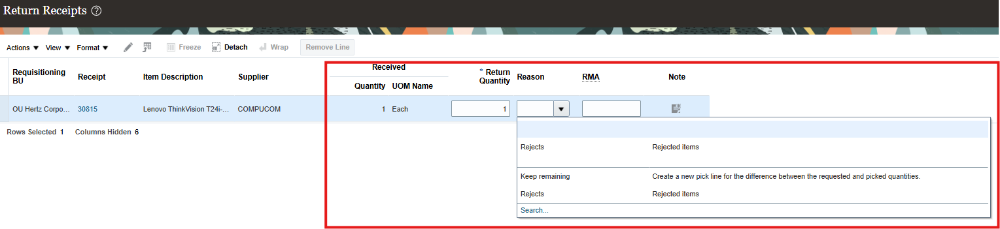 Return Receipts ?
Actions View Format Freeze Detach Wrap Remove Line
Requisitioning BU Receipt Item Description Supplier Received Quantity UOM Name * Return Quantity Reason RMA Note
OU Hertz Corpo... 30815 Lenovo ThinkVision T24i-... COMPUCOM 1 Each 1
Rows Selected 1 Columns Hidden 6
Rejects Rejected items
Keep remaining Create a new pick line for the difference between the requested and picked quantities.
Rejects Rejected items
Search...